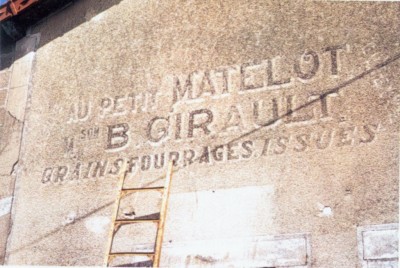 AU PETIT MATELOT
MSON B. GIRAULT
GRAINS.FOURRAGES.ISSUES